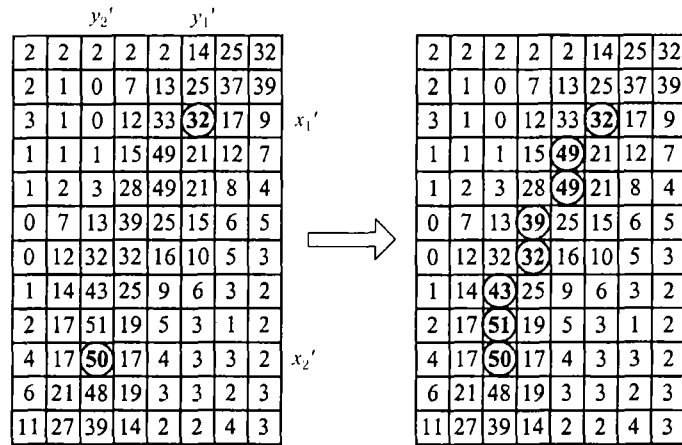 y₂′ y₁′
2 2 2 2 2 14 25 32 2 2 2 2 2 14 25 32
2 1 0 7 13 25 37 39 2 1 0 7 13 25 37 39
3 1 0 12 33 32 17 9 x₁′ 3 1 0 12 33 32 17 9
1 1 1 15 49 21 12 7 1 1 1 15 49 21 12 7
1 2 3 28 49 21 8 4 1 2 3 28 49 21 8 4
0 7 13 39 25 15 6 5 0 7 13 39 25 15 6 5
0 12 32 32 16 10 5 3 0 12 32 32 16 10 5 3
1 14 43 25 9 6 3 2 1 14 43 25 9 6 3 2
2 17 51 19 5 3 1 2 2 17 51 19 5 3 1 2
4 17 50 17 4 3 3 2 x₂′ 4 17 50 17 4 3 3 2
6 21 48 19 3 3 2 3 6 21 48 19 3 3 2 3
11 27 39 14 2 2 4 3 11 27 39 14 2 2 4 3